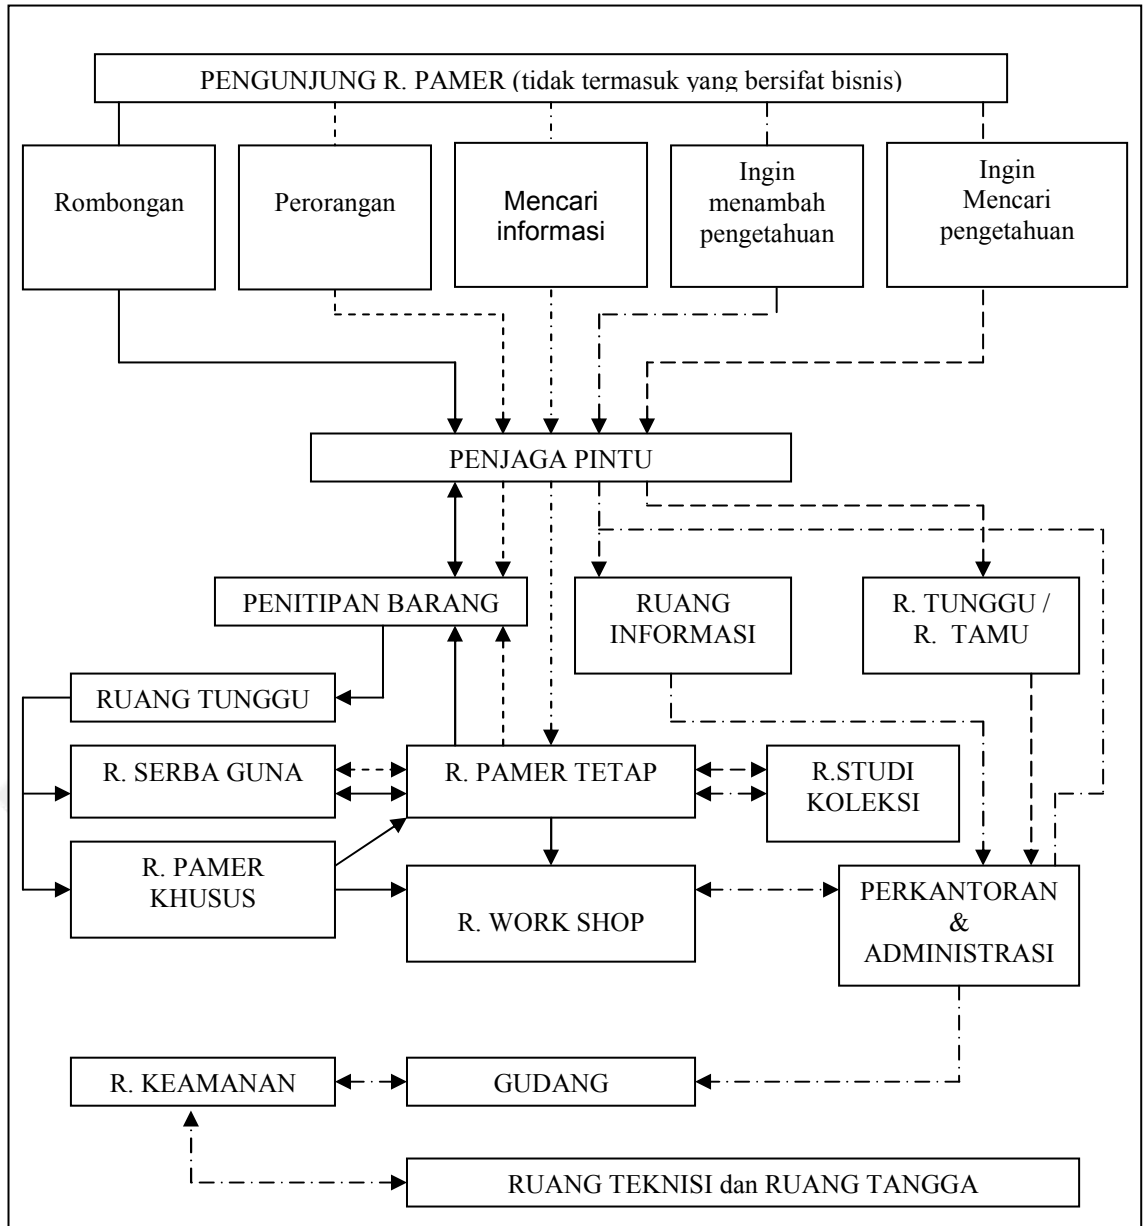 PENGUNJUNG R. PAMER (tidak termasuk yang bersifat bisnis)
Rombongan
Perorangan
Mencari
informasi
Ingin
menambah
pengetahuan
Ingin
Mencari
pengetahuan
PENJAGA PINTU
PENITIPAN BARANG
RUANG
INFORMASI
R. TUNGGU /
R. TAMU
RUANG TUNGGU
R. SERBA GUNA
R. PAMER TETAP
R.STUDI
KOLEKSI
R. PAMER
KHUSUS
R. WORK SHOP
PERKANTORAN
&
ADMINISTRASI
R. KEAMANAN
GUDANG
RUANG TEKNISI dan RUANG TANGGA